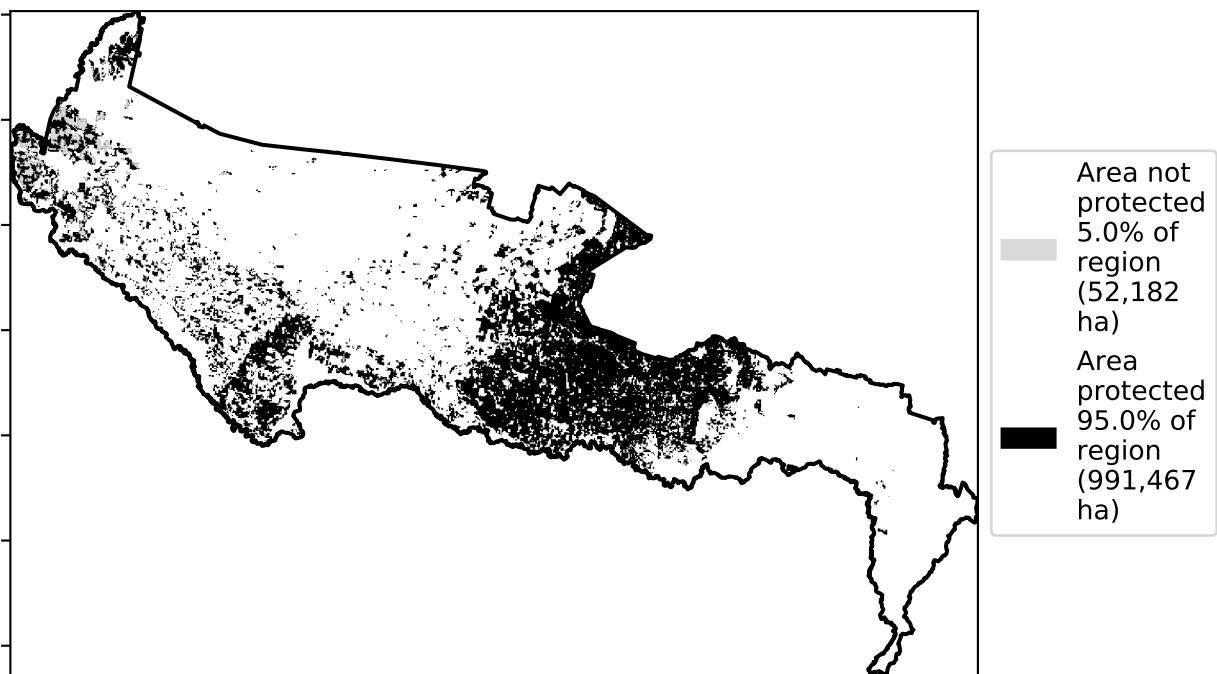 Area not
protected
5.0% of
region
(52,182
ha)
Area
protected
95.0% of
region
(991,467
ha)